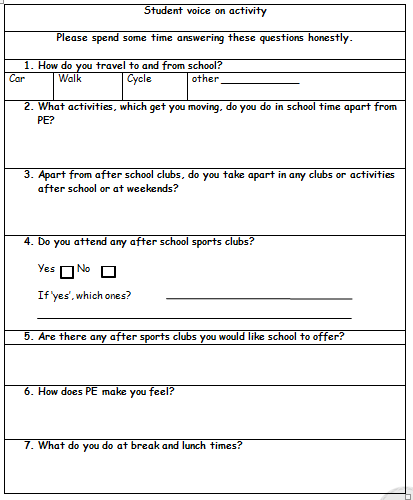 Student voice on activity
Please spend some time answering these questions honestly.
1. How do you travel to and from school?
Car Walk Cycle other ______________
2. What activities, which get you moving, do you do in school time apart from
PE?
3. Apart from after school clubs, do you take apart in any clubs or activities
after school or at weekends?
4. Do you attend any after school sports clubs?
Yes No
If 'yes', which ones?
5. Are there any after sports clubs you would like school to offer?
6. How does PE make you feel?
7. What do you do at break and lunch times?